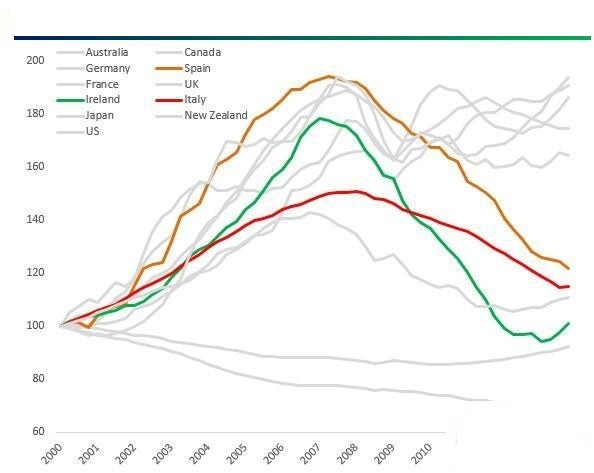 Australia Canada
Germany Spain
France UK
Ireland Italy
Japan New Zealand
US
200
180
160
140
120
100
80
60
2000 2001 2002 2003 2004 2005 2006 2007 2008 2009 2010